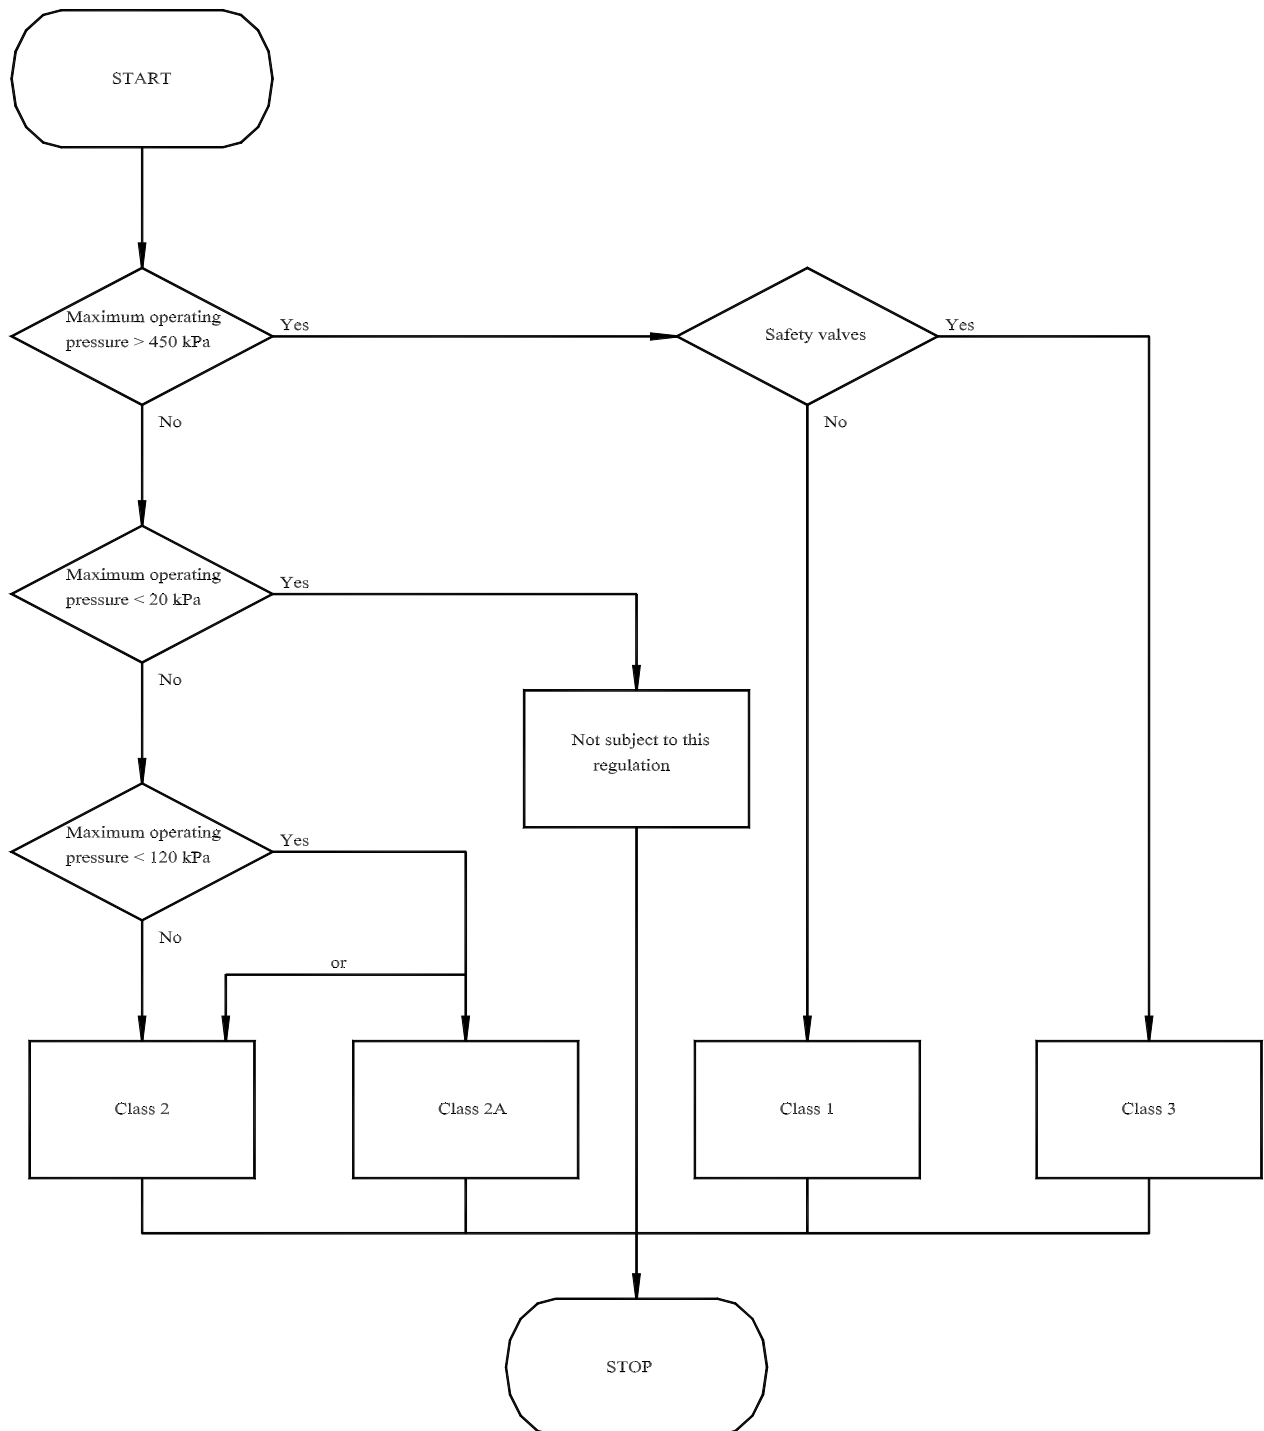 START
Maximum operating
pressure > 450 kPa
Yes
Safety valves
Yes
No
No
Maximum operating
pressure < 20 kPa
Yes
No
Not subject to this
regulation
Maximum operating
pressure < 120 kPa
Yes
No
or
Class 2
Class 2A
Class 1
Class 3
STOP